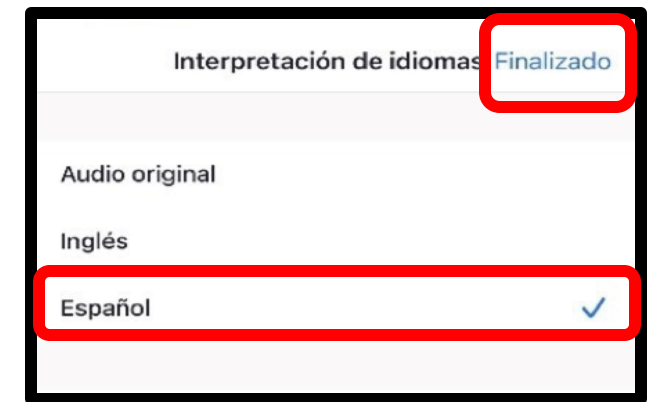 Interpretación de idiomas Finalizado
Audio original
Inglés
Español